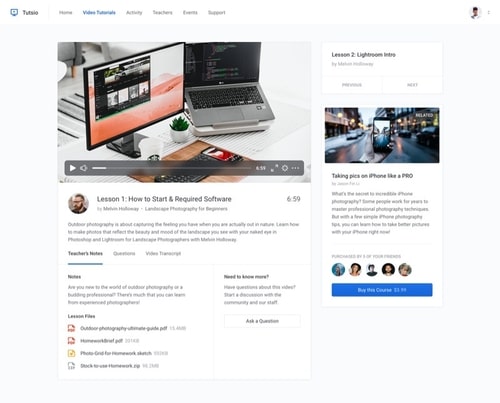 Tutsio
Home
Video Tutorials
Activity
Teachers
Events
Support
6:59
Lesson 1: How to Start & Required Software
6:59
by Melvin Holloway · Landscape Photography for Beginners
Outdoor photography is about capturing the feeling you have when you are actually out in nature. Learn how
to make photos that reflect the beauty and mood of the landscape you are with your naked eye in
Photoshop and Lightroom for Landscape Photographers with Melvin Holloway
Teacher's Notes
Questions
Video Transcript
Notes
Are you new to the world of outdoor photography or a
budding professional? There's much that you can learn
from experienced photographers!
Lesson Files
Outdoor-photography-ultimate-guide.pdf 15.4MB
HomeworkBrief.pdf 201KB
Photo-Grid-for-Homework.sketch 550KB
Stock-to-use-Homework.zip 98.2MB
Need to know more?
Have questions about this video?
Start a discussion with the
community and our staff.
Ask a Question
Lesson 2: Lightroom Intro
by Melvin Holloway
PREVIOUS
NEXT
RELATED
Taking pics on iPhone like a PRO
by Jason Fei Li
What's the secret to incredible iPhone
photography? Some people work for years to
master professional photography techniques.
But with a few simple iPhone photography
tips, you can learn how to take better pictures
with your iPhone right now!
PURCHASED BY 5 OF YOUR FRIENDS
Buy this Course $5.99